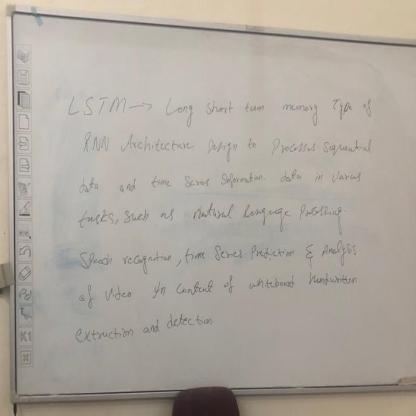 LSTM → Long short term memory Type of
RNN Architecture Design to Processes Sequential
data and time Series Information data in various
tasks, such as natural Language Processing
Speech recognition, time Series Prediction & Analysis
of Video In Context of whiteboard handwritten
extraction and detection